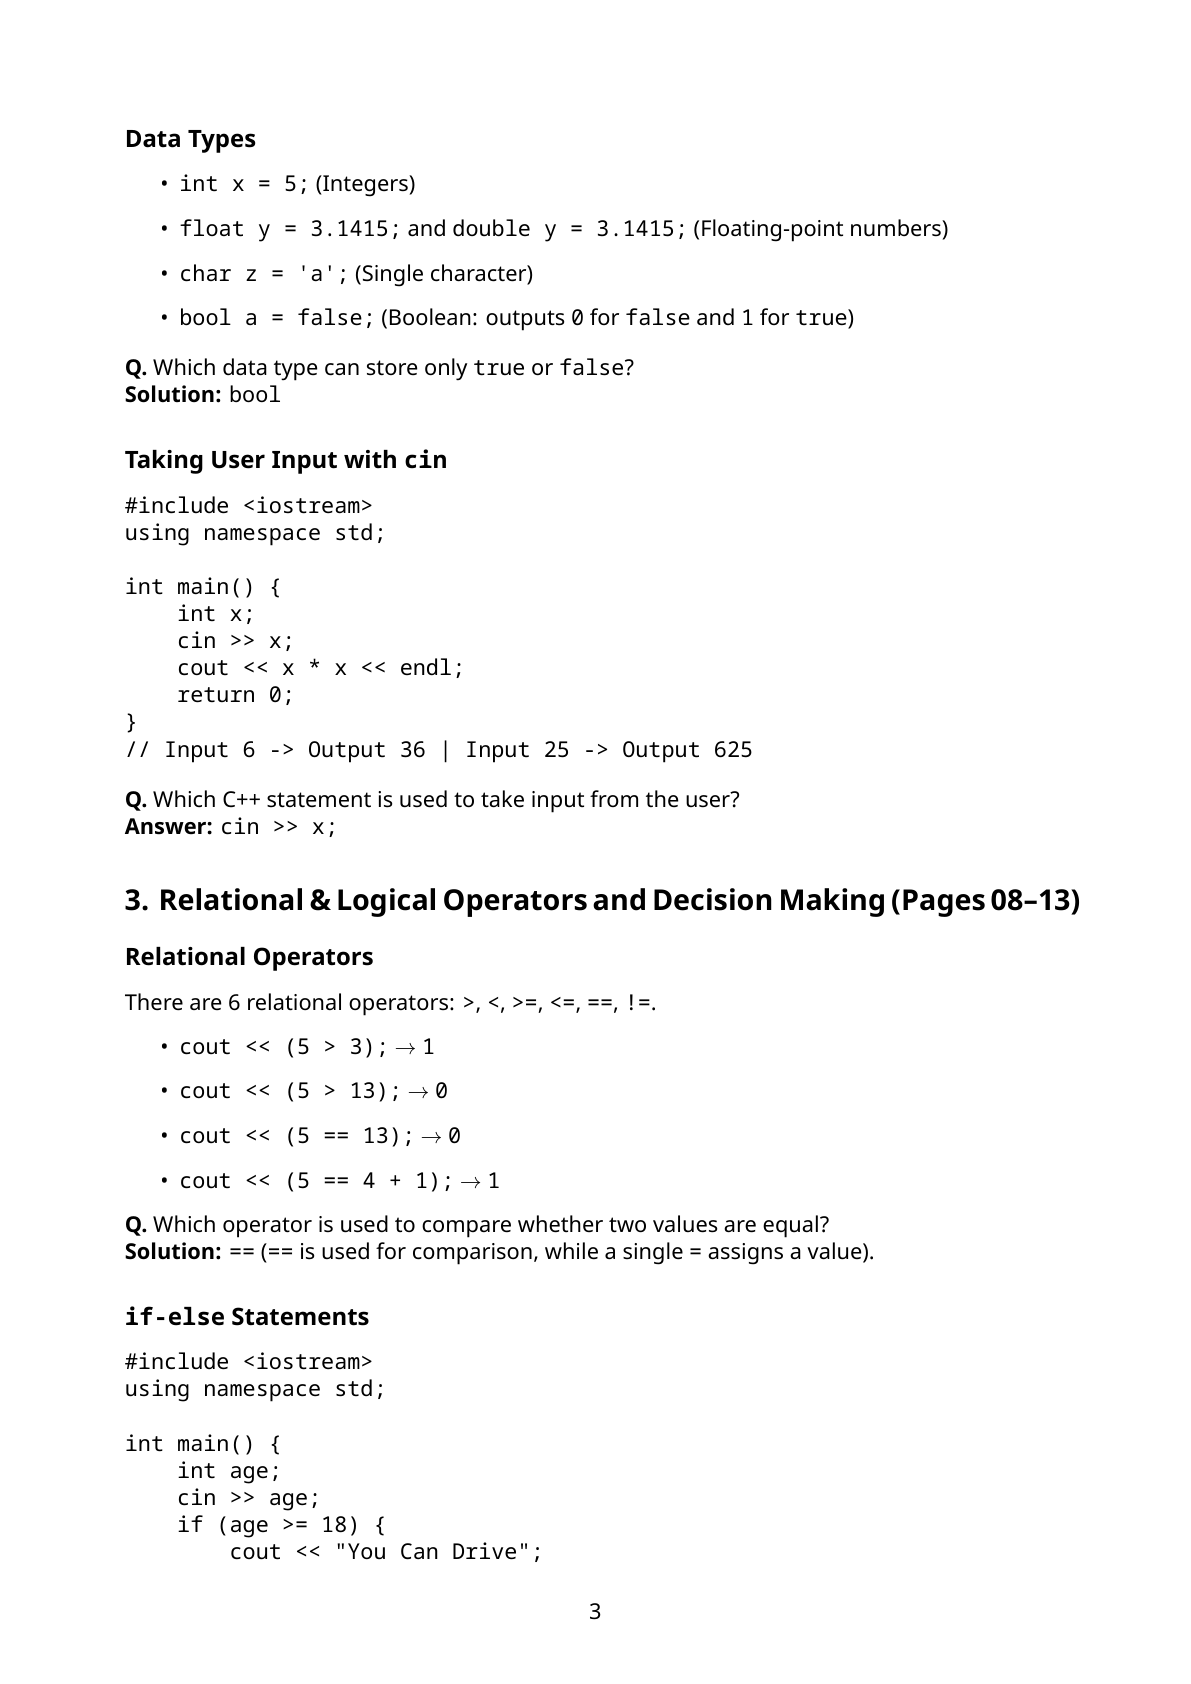 Data Types
• int x = 5; (Integers)
• float y = 3.1415; and double y = 3.1415; (Floating-point numbers)
• char z = 'a'; (Single character)
• bool a = false; (Boolean: outputs 0 for false and 1 for true)
Q. Which data type can store only true or false?
Solution: bool
Taking User Input with cin
#include <iostream>
using namespace std;
int main() {
    int x;
    cin >> x;
    cout << x * x << endl;
    return 0;
}
// Input 6 -> Output 36 | Input 25 -> Output 625
Q. Which C++ statement is used to take input from the user?
Answer: cin >> x;
3. Relational & Logical Operators and Decision Making (Pages 08–13)
Relational Operators
There are 6 relational operators: >, <, >=, <=, ==, !=.
• cout << (5 > 3); → 1
• cout << (5 > 13); → 0
• cout << (5 == 13); → 0
• cout << (5 == 4 + 1); → 1
Q. Which operator is used to compare whether two values are equal?
Solution: == (== is used for comparison, while a single = assigns a value).
if-else Statements
#include <iostream>
using namespace std;
int main() {
    int age;
    cin >> age;
    if (age >= 18) {
        cout << "You Can Drive";
3